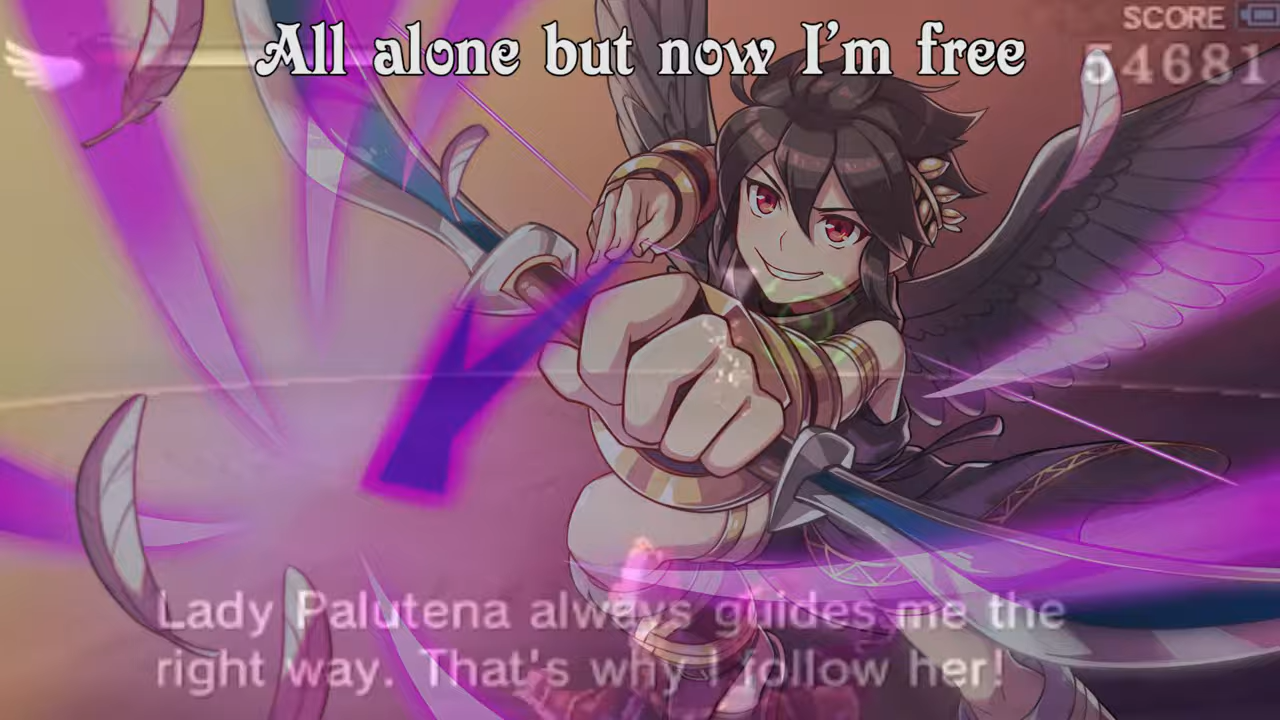 All alone but now I'm free
SCORE
54681
Lady Palutena always guides me the
right way. That's why I follow her!